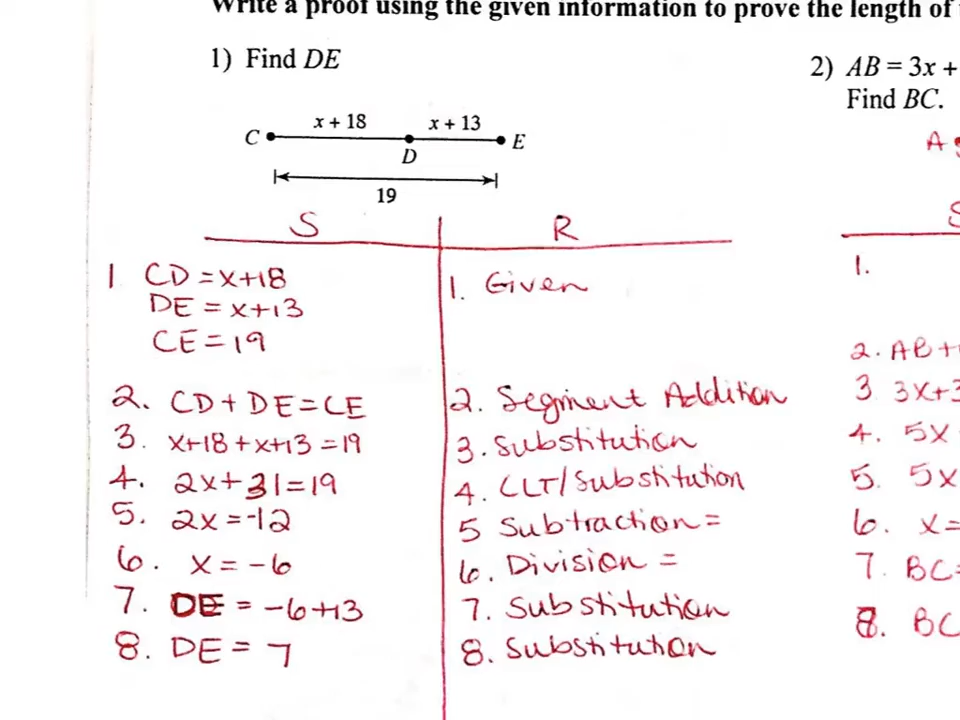 Write a proof using the given information to prove the length of
1) Find DE
x + 18
x + 13
C
D
E
19
S
R
1 CD = x+18
DE = x+13
CE = 19
1. Given
2. CD + DE = CE
2. Segment Addition
3. x+18 + x+13 = 19
3. Substitution
4. 2x+31=19
4. CLT/Substitution
5. 2x = -12
5 Subtraction =
6. x = -6
6. Division =
7. DE = -6+13
7. Substitution
8. DE = 7
8. Substitution
2) AB = 3x +
Find BC.
A
S
1.
2. AB +
3 3x+3
4. 5x
5. 5x
6. x =
7. BC =
8. BC